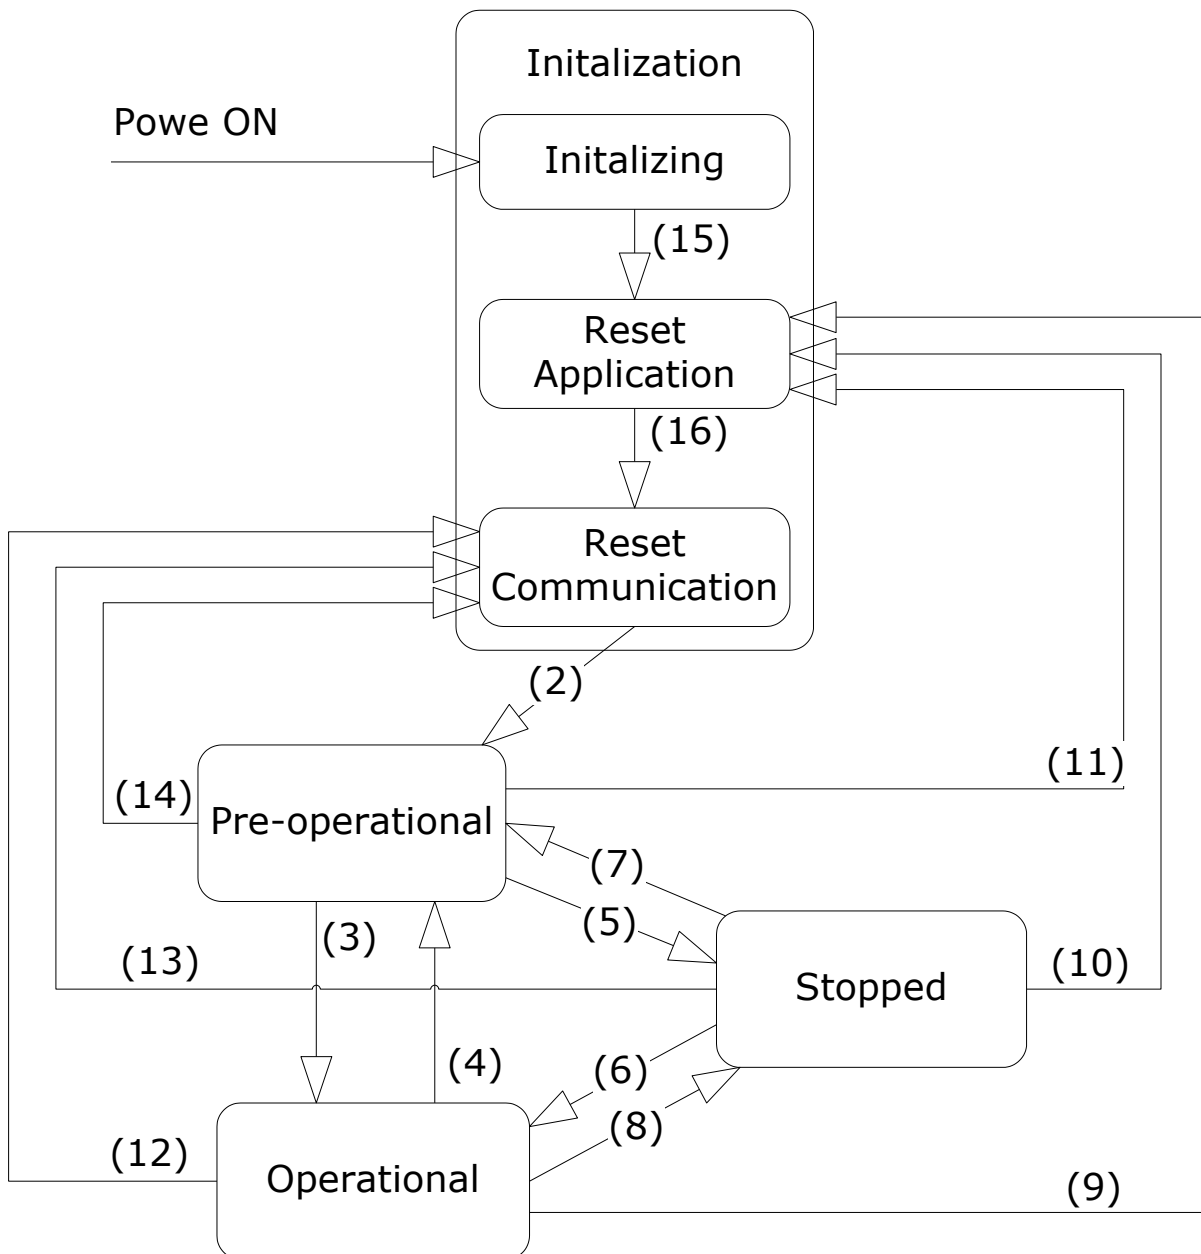 Initalization
Powe ON
Initalizing
(15)
Reset
Application
(16)
Reset
Communication
(2)
(11)
(14)
Pre-operational
(7)
(5)
(3)
(13)
Stopped
(10)
(4)
(6)
(8)
(12)
Operational
(9)